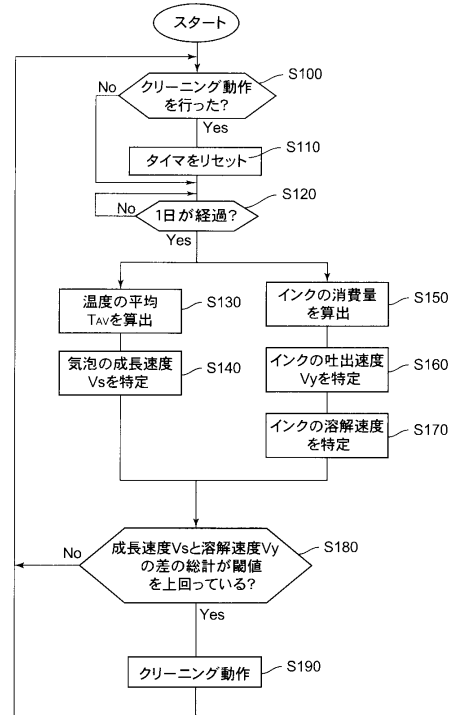 スタート
クリーニング動作
を行った?
S100
No
Yes
タイマをリセット
S110
1日が経過?
S120
No
Yes
温度の平均
TAVを算出
S130
気泡の成長速度
Vsを特定
S140
インクの消費量
を算出
S150
インクの吐出速度
Vyを特定
S160
インクの溶解速度
を特定
S170
成長速度Vsと溶解速度Vy
の差の総計が閾値
を上回っている?
S180
No
Yes
クリーニング動作
S190